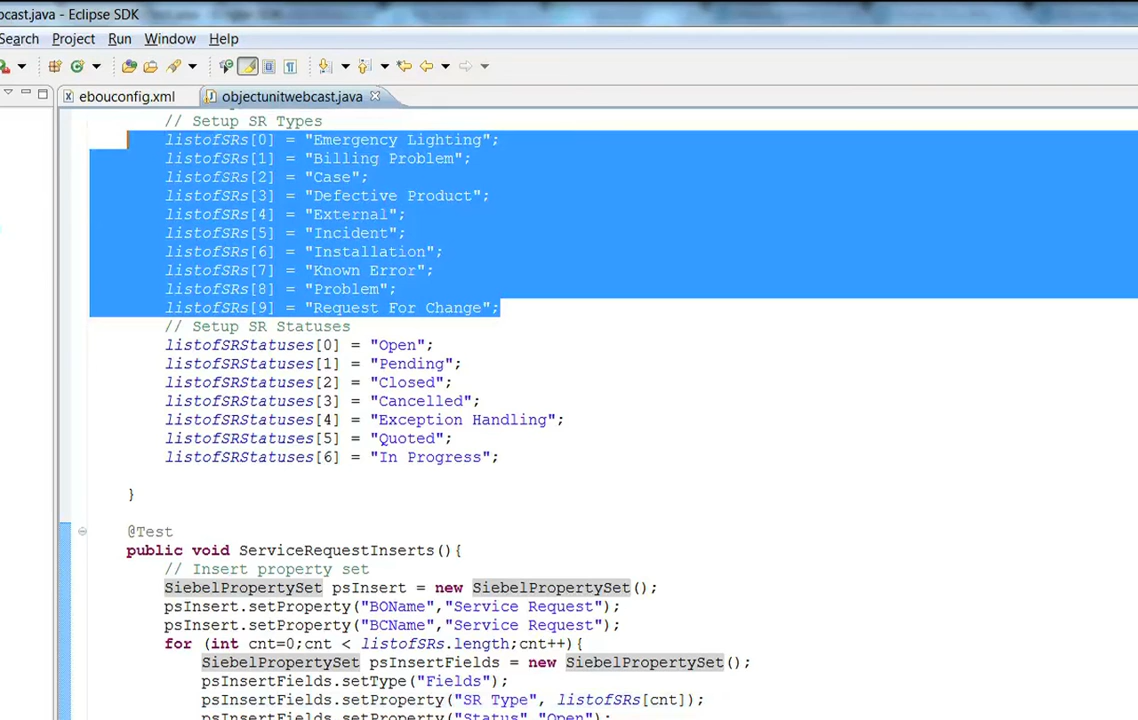 bcast.java - Eclipse SDK
Search Project Run Window Help
ebouconfig.xml objectunitwebcast.java
// Setup SR Types
listofSRs[0] = "Emergency Lighting";
listofSRs[1] = "Billing Problem";
listofSRs[2] = "Case";
listofSRs[3] = "Defective Product";
listofSRs[4] = "External";
listofSRs[5] = "Incident";
listofSRs[6] = "Installation";
listofSRs[7] = "Known Error";
listofSRs[8] = "Problem";
listofSRs[9] = "Request For Change";
// Setup SR Statuses
listofSRStatuses[0] = "Open";
listofSRStatuses[1] = "Pending";
listofSRStatuses[2] = "Closed";
listofSRStatuses[3] = "Cancelled";
listofSRStatuses[4] = "Exception Handling";
listofSRStatuses[5] = "Quoted";
listofSRStatuses[6] = "In Progress";
}
@Test
public void ServiceRequestInserts(){
// Insert property set
SiebelPropertySet psInsert = new SiebelPropertySet();
psInsert.setProperty("BOName","Service Request");
psInsert.setProperty("BCName","Service Request");
for (int cnt=0;cnt < listofSRs.length;cnt++){
SiebelPropertySet psInsertFields = new SiebelPropertySet();
psInsertFields.setType("Fields");
psInsertFields.setProperty("SR Type", listofSRs[cnt]);
psInsertFields.setProperty("Status","Open");